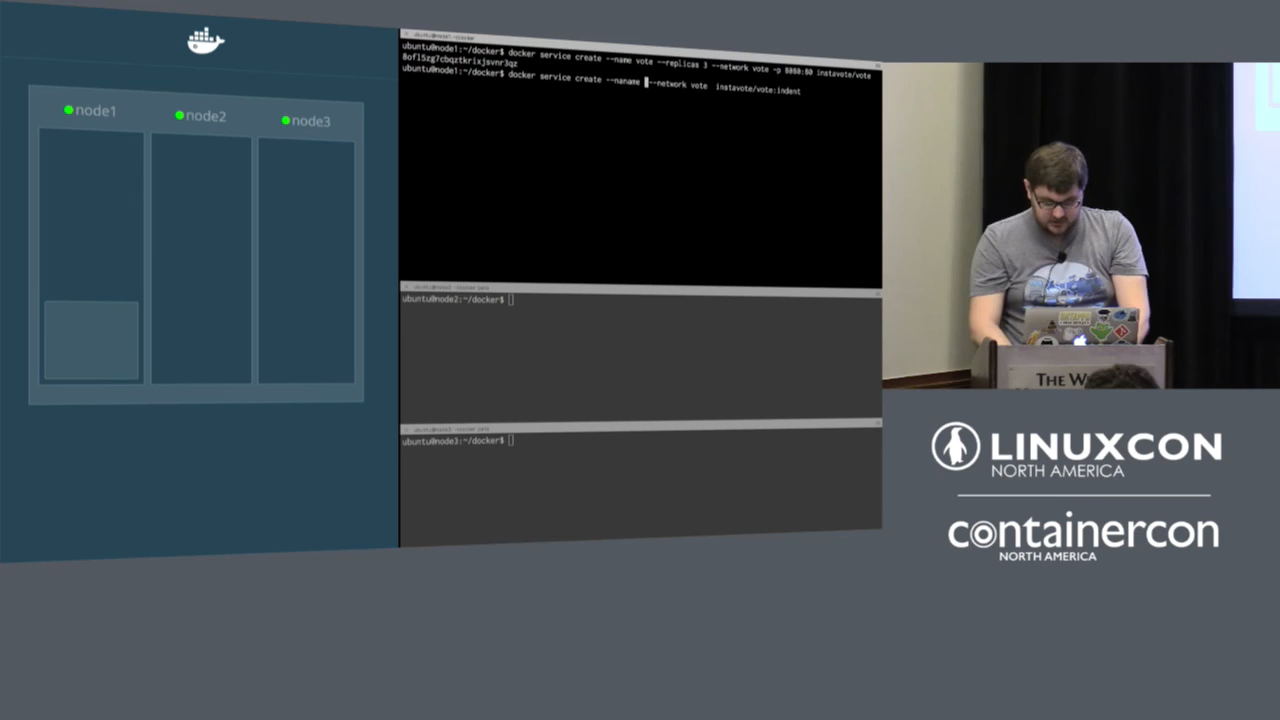 node1
node2
node3
ubuntu@node1:~/docker$ docker service create --name vote --replicas 3 --network vote -p 8080:80 instavote/vote
8ofl5zg7cbqztkrixjsvnr3qz
ubuntu@node1:~/docker$ docker service create --naname --network vote instavote/vote:indent
ubuntu@node2:~/docker$
ubuntu@node3:~/docker$
THE W
LINUXCON
NORTH AMERICA
containercon
NORTH AMERICA